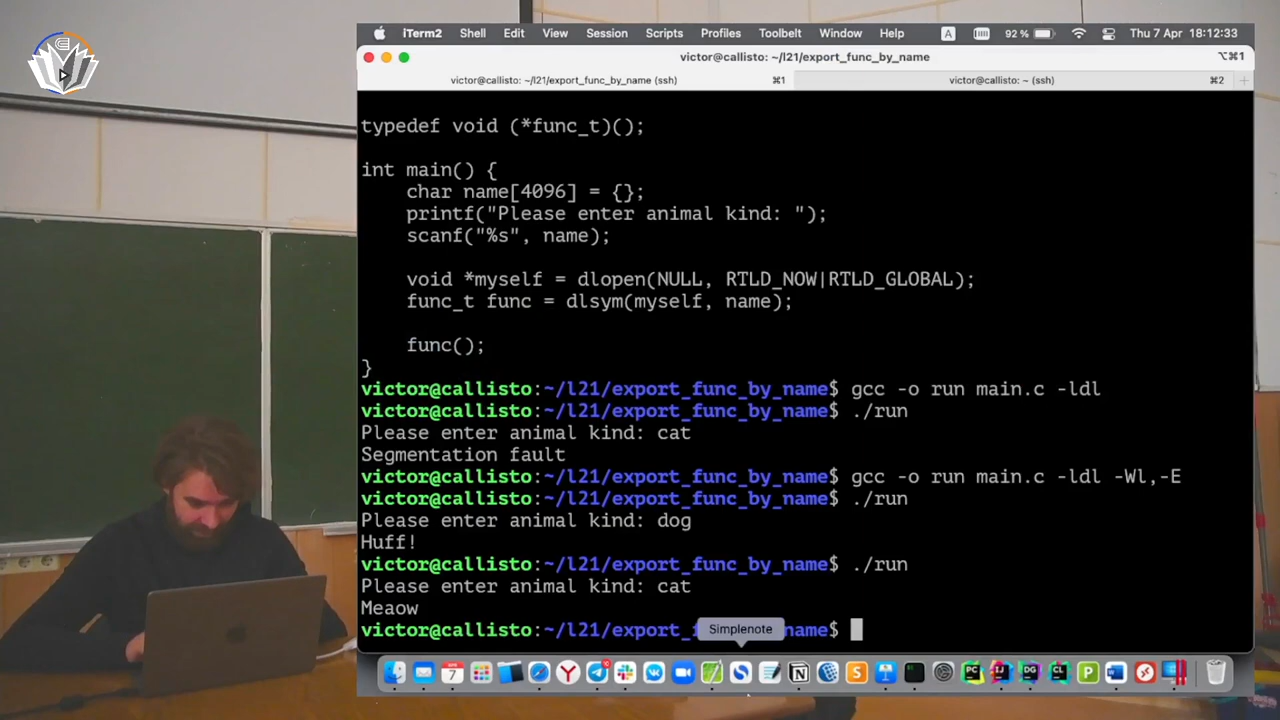 iTerm2 Shell Edit View Session Scripts Profiles Toolbelt Window Help A 92 % Thu 7 Apr 18:12:33
victor@callisto: ~/l21/export_func_by_name ⌥⌘1
victor@callisto: ~/l21/export_func_by_name (ssh) ⌘1 victor@callisto: ~ (ssh) ⌘2
typedef void (*func_t)();
int main() {
char name[4096] = {};
printf("Please enter animal kind: ");
scanf("%s", name);
void *myself = dlopen(NULL, RTLD_NOW|RTLD_GLOBAL);
func_t func = dlsym(myself, name);
func();
}
victor@callisto:~/l21/export_func_by_name$ gcc -o run main.c -ldl
victor@callisto:~/l21/export_func_by_name$ ./run
Please enter animal kind: cat
Segmentation fault
victor@callisto:~/l21/export_func_by_name$ gcc -o run main.c -ldl -Wl,-E
victor@callisto:~/l21/export_func_by_name$ ./run
Please enter animal kind: dog
Huff!
victor@callisto:~/l21/export_func_by_name$ ./run
Please enter animal kind: cat
Meaow
victor@callisto:~/l21/export_ Simplenote name$